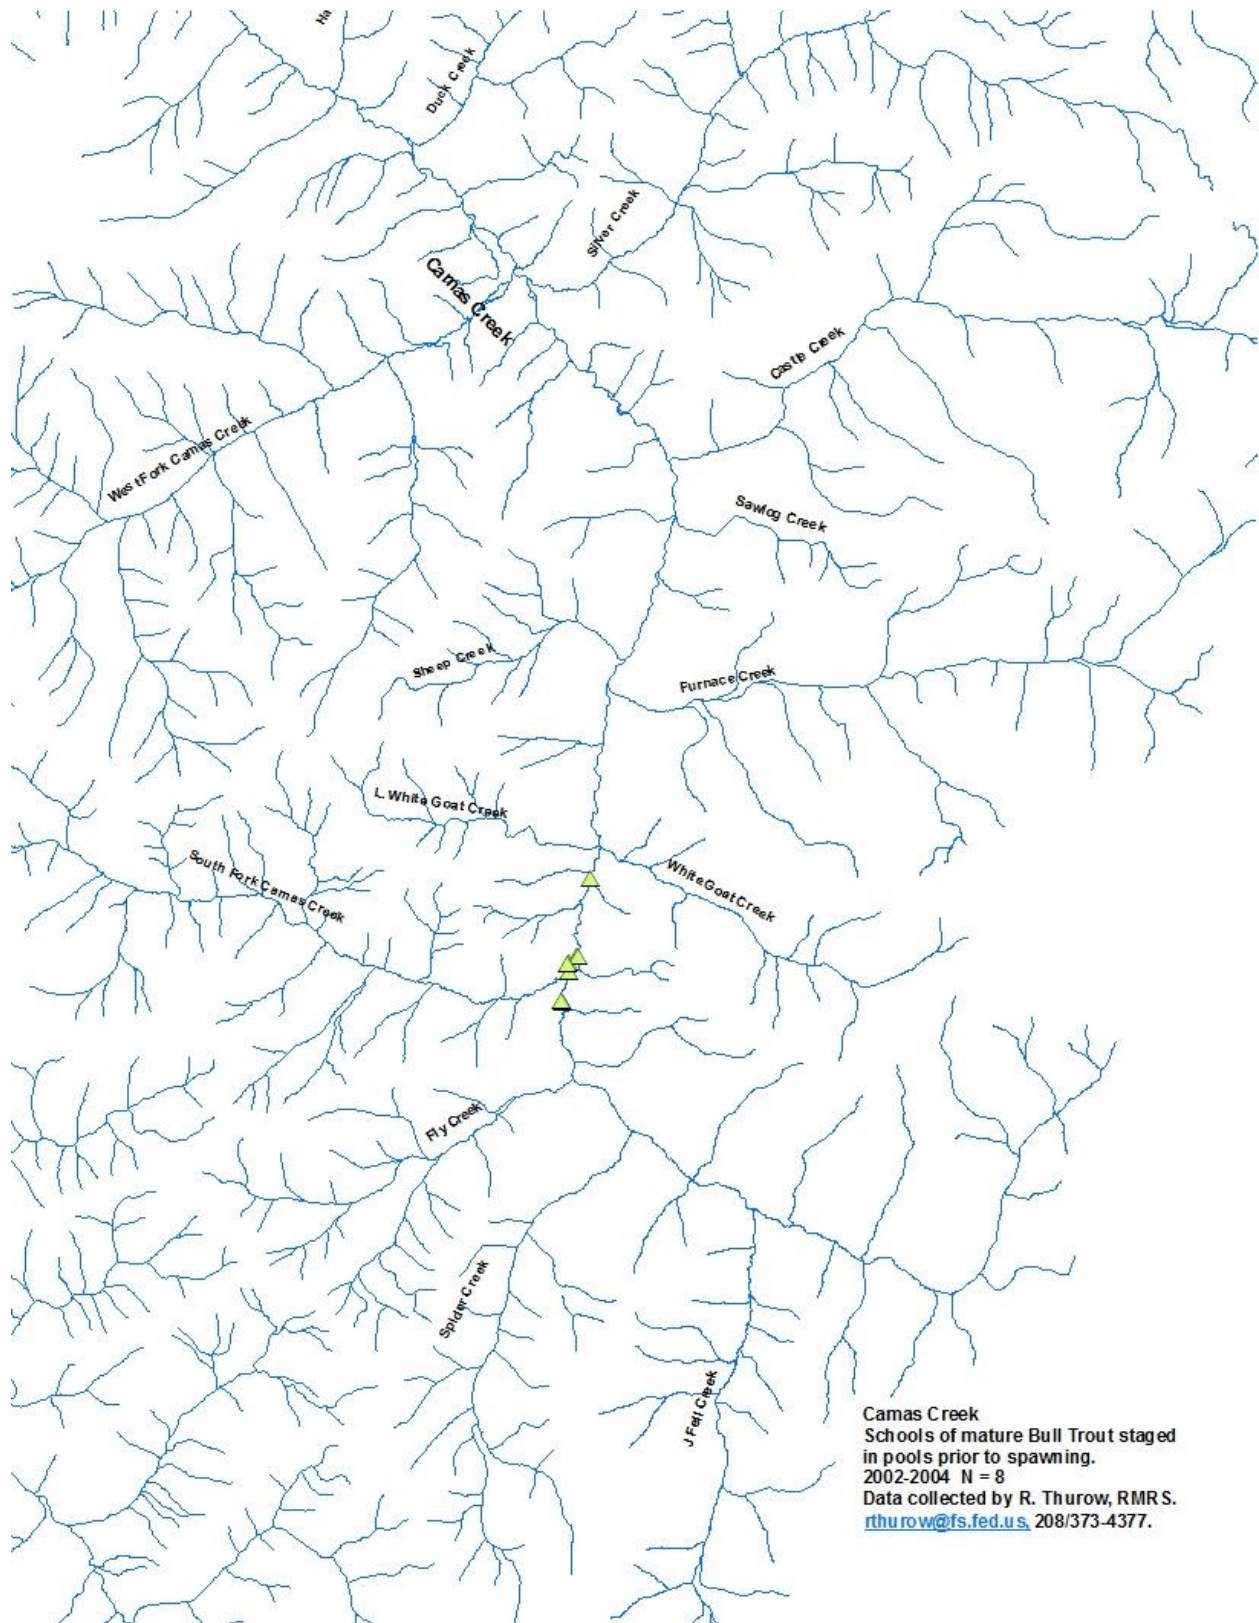 Ha
Duck Creek
Silver Creek
Camas Creek
Castle Creek
West Fork Camas Creek
Sawlog Creek
Sheep Creek
Furnace Creek
L. White Goat Creek
South Fork Camas Creek
White Goat Creek
Fly Creek
Spider Creek
J Fell Creek
Camas Creek
Schools of mature Bull Trout staged
in pools prior to spawning.
2002-2004 N = 8
Data collected by R. Thurow, RMRS.
rthurow@fs.fed.us, 208/373-4377.